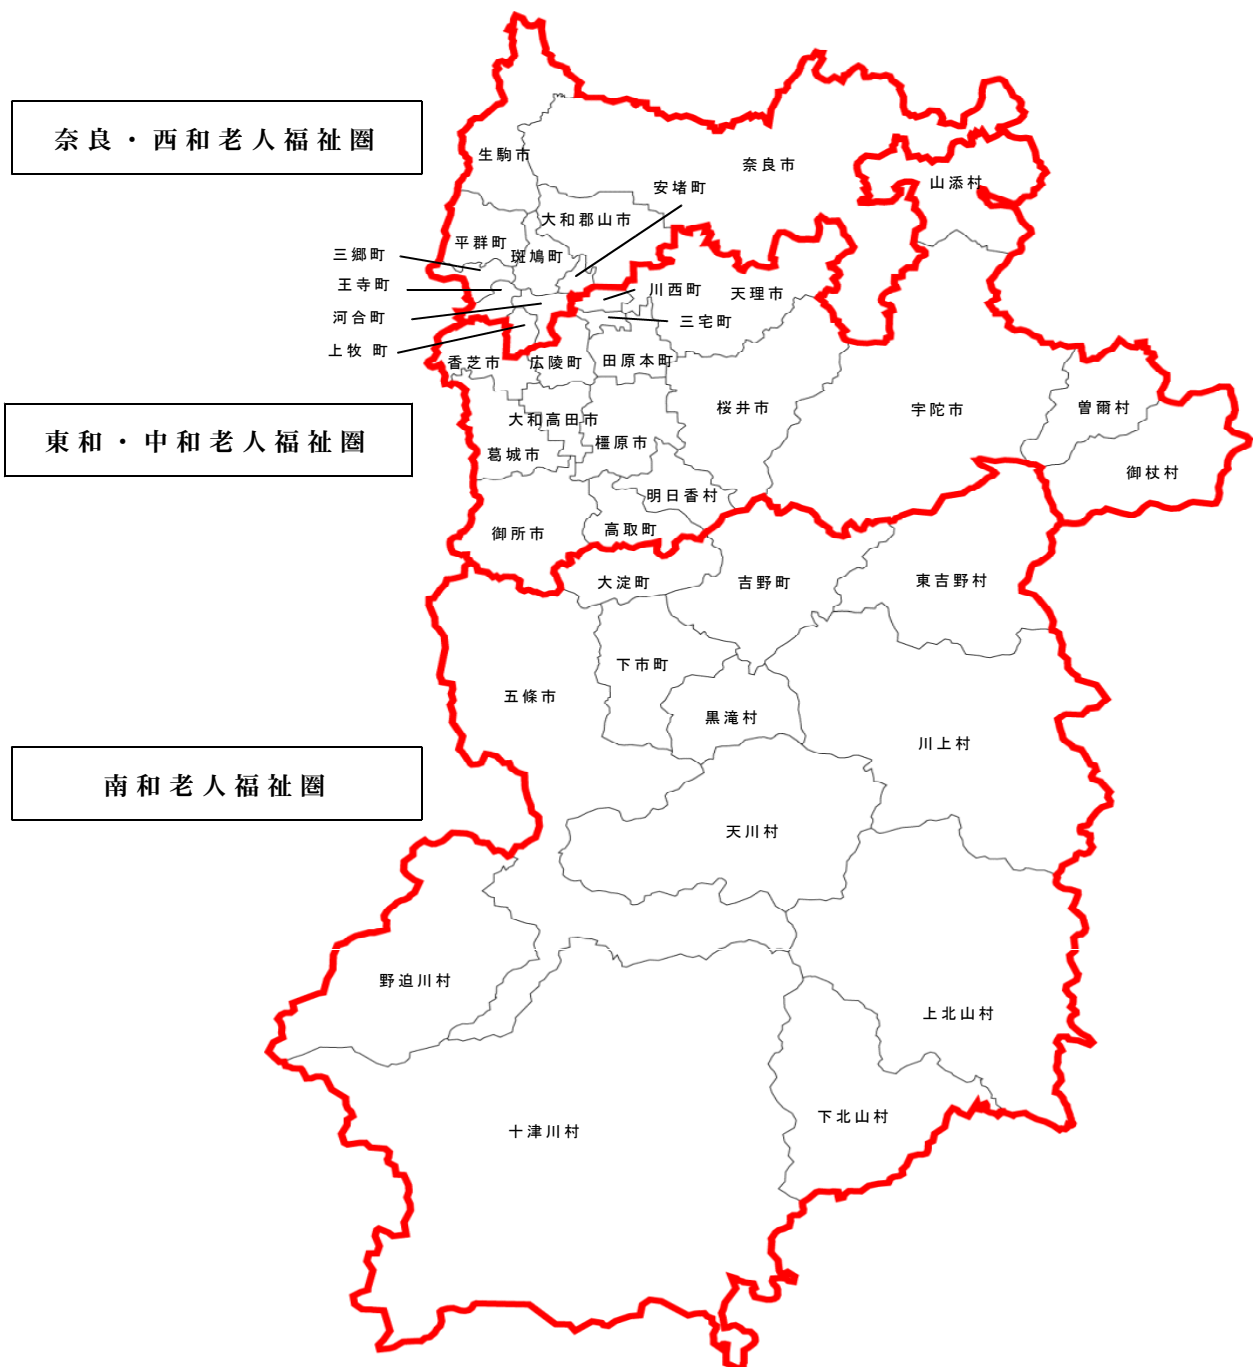 奈良・西和老人福祉圏
生駒市
奈良市
山添村
安堵町
大和郡山市
平群町
斑鳩町
三郷町
王寺町
川西町
天理市
河合町
三宅町
上牧 町
香芝市
広陵町
田原本町
東和・中和老人福祉圏
大和高田市
桜井市
宇陀市
曽爾村
橿原市
葛城市
御杖村
明日香村
御所市
高取町
大淀町
吉野町
東吉野村
下市町
五條市
黒滝村
川上村
南和老人福祉圏
天川村
野迫川村
上北山村
下北山村
十津川村